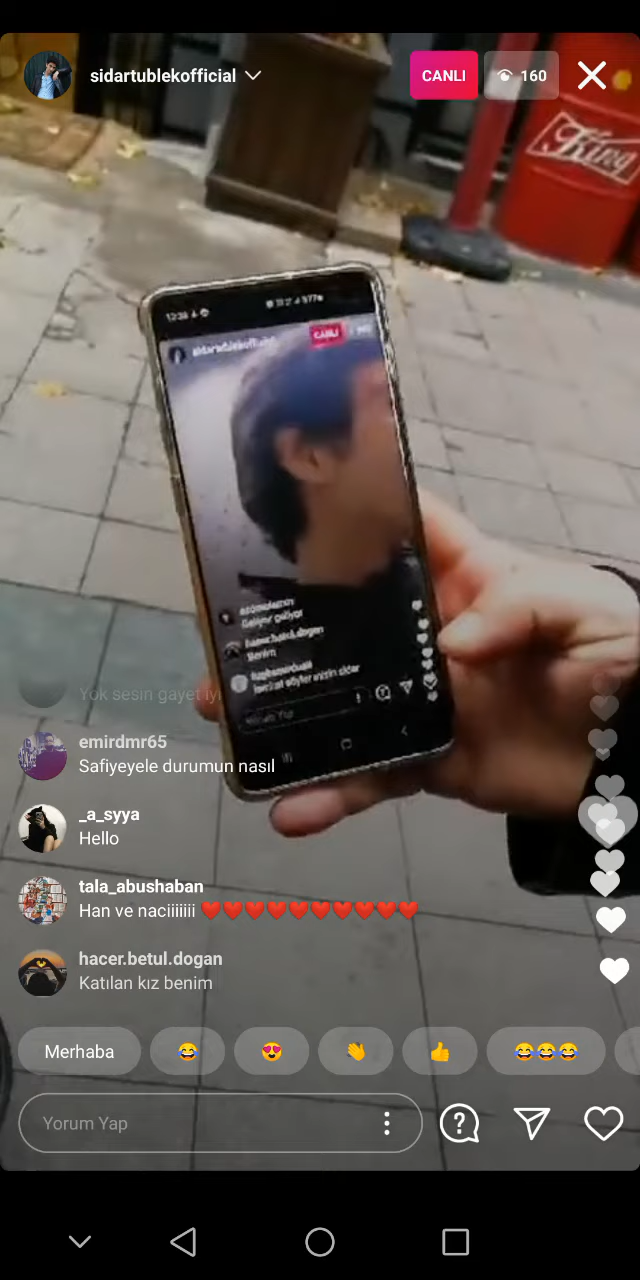 sidartublekofficial
CANLI
160
King
CANLI
Yok sesin gayet iyi
emirdmr65
Safiyeyele durumun nasıl
_a_syya
Hello
tala_abushaban
Han ve naciiiiiii ❤️❤️❤️❤️❤️❤️❤️❤️❤️❤️
hacer.betul.dogan
Katılan kız benim
Merhaba
Yorum Yap